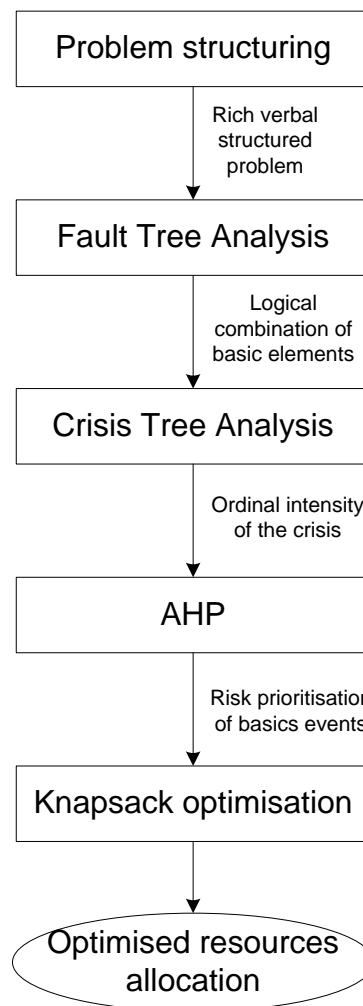 Problem structuring
Rich verbal
structured
problem
Fault Tree Analysis
Logical
combination of
basic elements
Crisis Tree Analysis
Ordinal intensity
of the crisis
AHP
Risk prioritisation
of basics events
Knapsack optimisation
Optimised resources
allocation